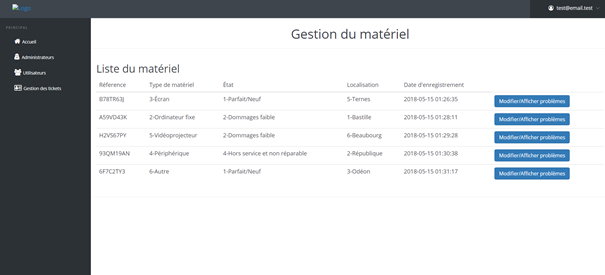 Logo
test@email.test
Gestion du matériel
Accueil
Administrateurs
Utilisateurs
Gestion des tickets
Liste du matériel
Réference Type de matériel État Localisation Date d'enregistrement
B78TR63J 3-Écran 1-Parfait/Neuf 5-Ternes 2018-05-15 01:26:35 Modifier/Afficher problèmes
A59VD43K 2-Ordinateur fixe 2-Dommages faible 1-Bastille 2018-05-15 01:28:11 Modifier/Afficher problèmes
H2VS67PY 5-Vidéoprojecteur 2-Dommages faible 6-Beaubourg 2018-05-15 01:29:28 Modifier/Afficher problèmes
93QM19AN 4-Périphérique 4-Hors service et non réparable 2-République 2018-05-15 01:30:38 Modifier/Afficher problèmes
6F7C2TY3 6-Autre 1-Parfait/Neuf 3-Odéon 2018-05-15 01:31:17 Modifier/Afficher problèmes